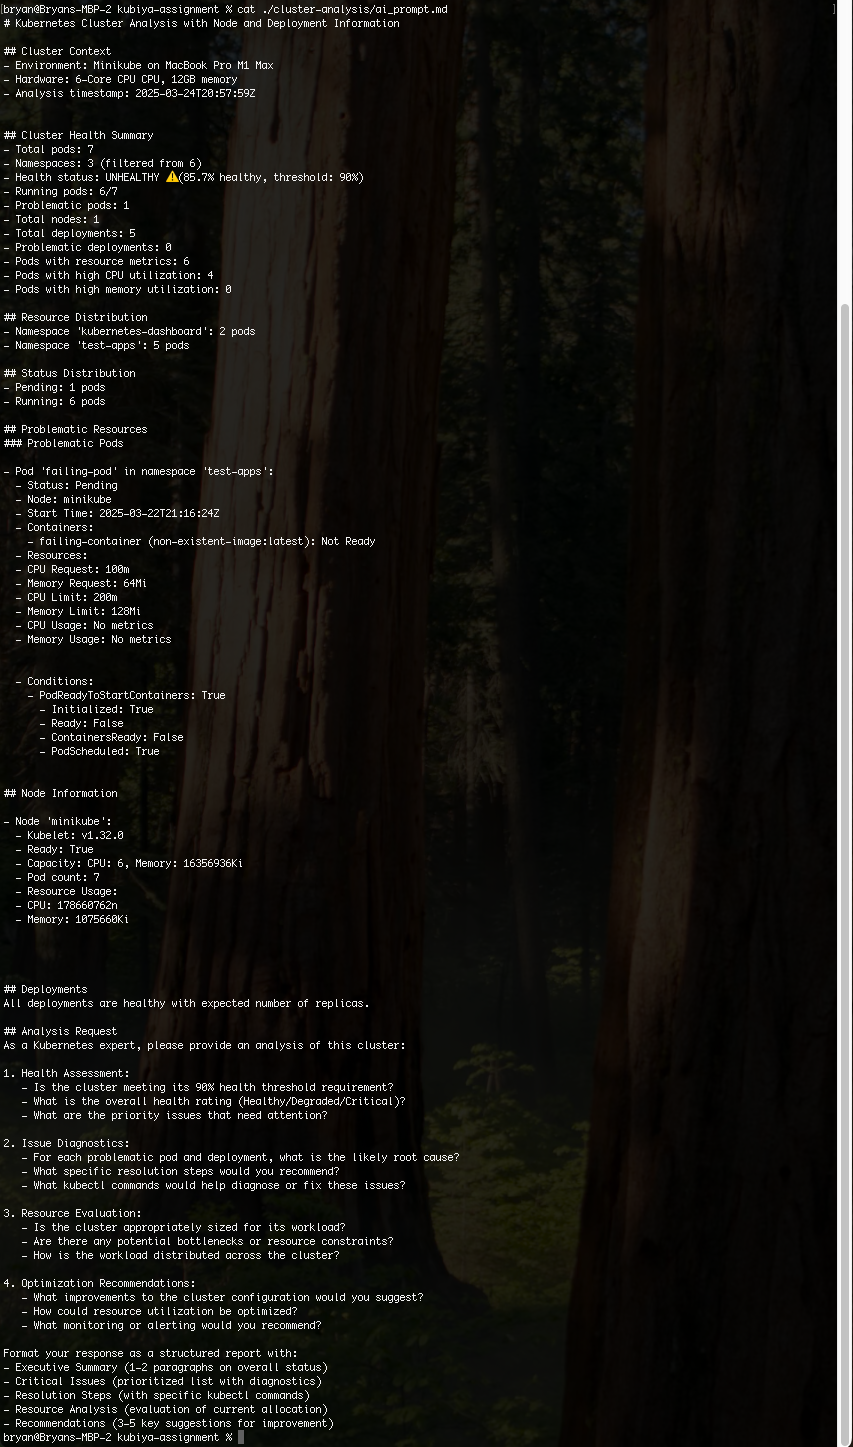 [bryan@Bryans-MBP-2 kubiya-assignment % cat ./cluster-analysis/ai_prompt.md ]
# Kubernetes Cluster Analysis with Node and Deployment Information
## Cluster Context
- Environment: Minikube on MacBook Pro M1 Max
- Hardware: 6-Core CPU CPU, 12GB memory
- Analysis timestamp: 2025-03-24T20:57:59Z
## Cluster Health Summary
- Total pods: 7
- Namespaces: 3 (filtered from 6)
- Health status: UNHEALTHY ⚠️(85.7% healthy, threshold: 90%)
- Running pods: 6/7
- Problematic pods: 1
- Total nodes: 1
- Total deployments: 5
- Problematic deployments: 0
- Pods with resource metrics: 6
- Pods with high CPU utilization: 4
- Pods with high memory utilization: 0
## Resource Distribution
- Namespace 'kubernetes-dashboard': 2 pods
- Namespace 'test-apps': 5 pods
## Status Distribution
- Pending: 1 pods
- Running: 6 pods
## Problematic Resources
### Problematic Pods
- Pod 'failing-pod' in namespace 'test-apps':
- Status: Pending
- Node: minikube
- Start Time: 2025-03-22T21:16:24Z
- Containers:
- failing-container (non-existent-image:latest): Not Ready
- Resources:
- CPU Request: 100m
- Memory Request: 64Mi
- CPU Limit: 200m
- Memory Limit: 128Mi
- CPU Usage: No metrics
- Memory Usage: No metrics
- Conditions:
- PodReadyToStartContainers: True
- Initialized: True
- Ready: False
- ContainersReady: False
- PodScheduled: True
## Node Information
- Node 'minikube':
- Kubelet: v1.32.0
- Ready: True
- Capacity: CPU: 6, Memory: 16356936Ki
- Pod count: 7
- Resource Usage:
- CPU: 178660762n
- Memory: 1075660Ki
## Deployments
All deployments are healthy with expected number of replicas.
## Analysis Request
As a Kubernetes expert, please provide an analysis of this cluster:
1. Health Assessment:
- Is the cluster meeting its 90% health threshold requirement?
- What is the overall health rating (Healthy/Degraded/Critical)?
- What are the priority issues that need attention?
2. Issue Diagnostics:
- For each problematic pod and deployment, what is the likely root cause?
- What specific resolution steps would you recommend?
- What kubectl commands would help diagnose or fix these issues?
3. Resource Evaluation:
- Is the cluster appropriately sized for its workload?
- Are there any potential bottlenecks or resource constraints?
- How is the workload distributed across the cluster?
4. Optimization Recommendations:
- What improvements to the cluster configuration would you suggest?
- How could resource utilization be optimized?
- What monitoring or alerting would you recommend?
Format your response as a structured report with:
- Executive Summary (1-2 paragraphs on overall status)
- Critical Issues (prioritized list with diagnostics)
- Resolution Steps (with specific kubectl commands)
- Resource Analysis (evaluation of current allocation)
- Recommendations (3-5 key suggestions for improvement)
bryan@Bryans-MBP-2 kubiya-assignment %